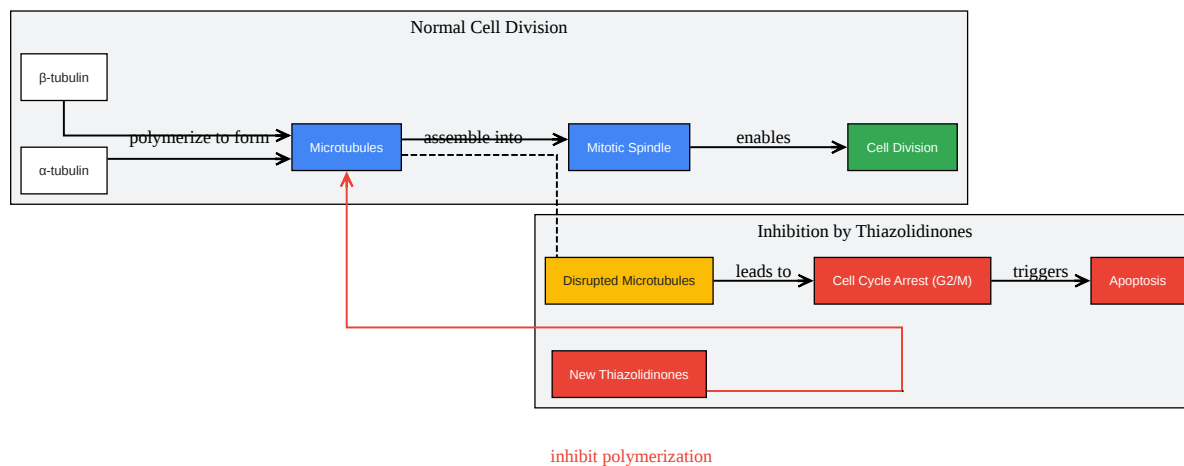 Normal Cell Division
β-tubulin
α-tubulin
polymerize to form
Microtubules
assemble into
Mitotic Spindle
enables
Cell Division
Inhibition by Thiazolidinones
Disrupted Microtubules
leads to
Cell Cycle Arrest (G2/M)
triggers
Apoptosis
New Thiazolidinones
inhibit polymerization